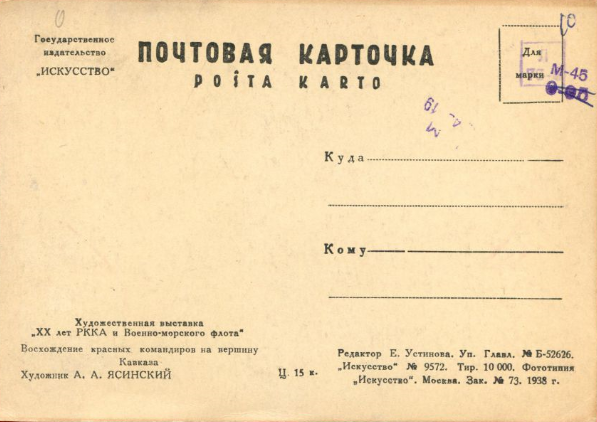 Государственное
издательство
„ИСКУССТВО“
ПОЧТОВАЯ КАРТОЧКА
POŜTA KARTO
Для
марки
М-45
Куда
Кому
Художественная выставка
„XX лет РККА и Военно-морского флота“
Восхождение красных командиров на вершину
Кавказа
Художник А. А. ЯСИНСКИЙ
Ц. 15 к.
Редактор Е. Устинова. Уп. Главл. № Б-52626.
„Искусство“ № 9572. Тир. 10 000. Фототипия
„Искусство“. Москва. Зак. № 73. 1938 г.